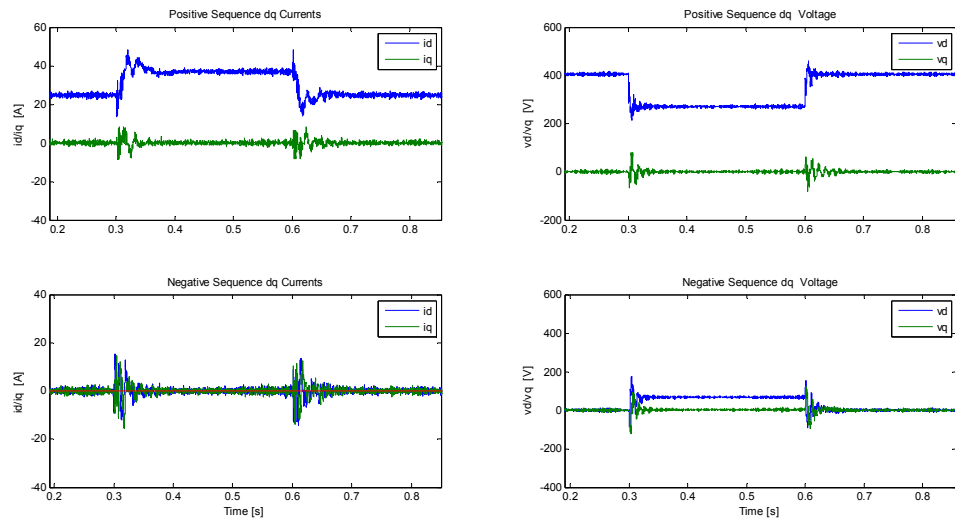 Positive Sequence dq Currents
60
40
20
0
-20
-40
id/iq [A]
id
iq
0.2 0.3 0.4 0.5 0.6 0.7 0.8
Positive Sequence dq Voltage
600
400
200
0
-200
vd/vq [V]
vd
vq
0.2 0.3 0.4 0.5 0.6 0.7 0.8
Negative Sequence dq Currents
40
20
0
-20
-40
id/iq [A]
id
iq
0.2 0.3 0.4 0.5 0.6 0.7 0.8
Time [s]
Negative Sequence dq Voltage
600
400
200
0
-200
-400
vd/vq [V]
vd
vq
0.2 0.3 0.4 0.5 0.6 0.7 0.8
Time [s]